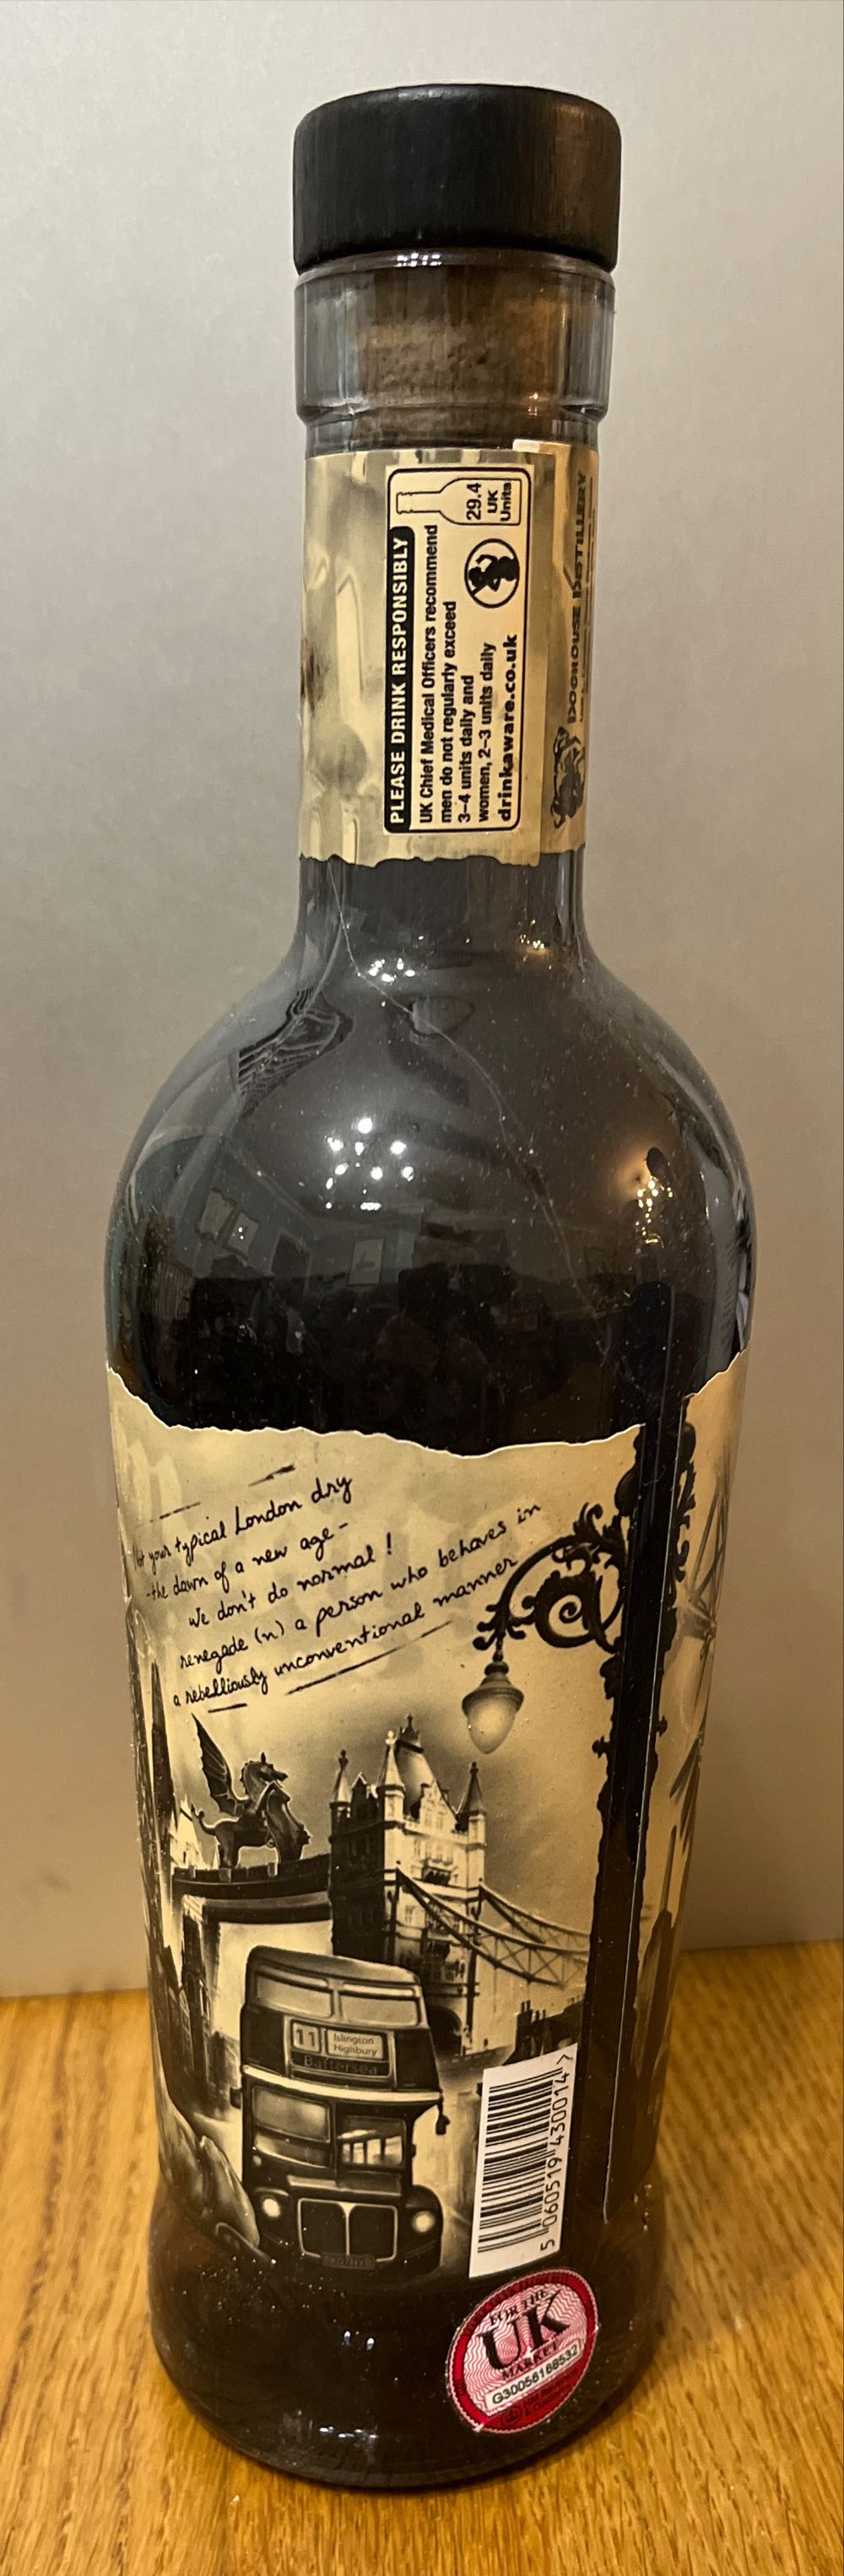 PLEASE DRINK RESPONSIBLY
UK Chief Medical Officers recommend
men do not regularly exceed
3–4 units daily and
women, 2–3 units daily
drinkaware.co.uk
29.4
UK
Units
DOGHOUSE DISTILLERY
Not your typical London dry
-the dawn of a new age-
We don't do normal !
renegade (n) a person who behaves in
a rebelliously unconventional manner
11
Islington
Highbury
Battersea
5 060519 430014 >
FOR THE
UK
MARKET
G30056168532